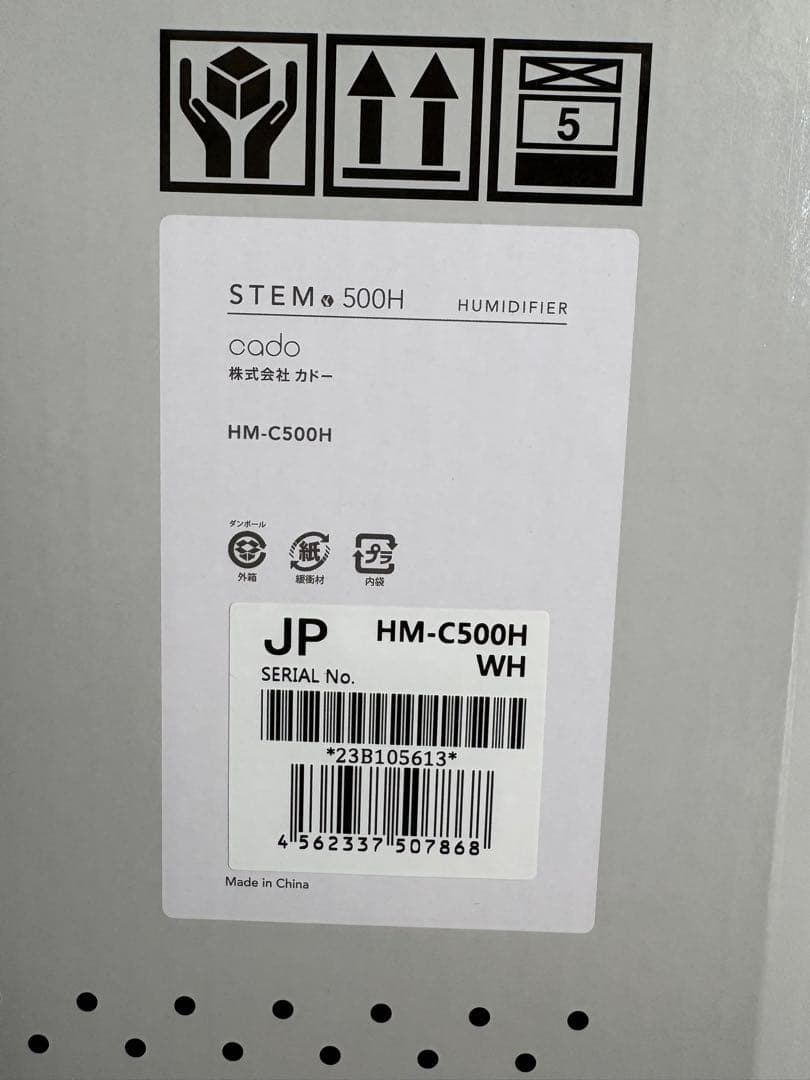 5
STEM 500H HUMIDIFIER
cado
株式会社 カドー
HM-C500H
ダンボール
外箱
紙
緩衝材
プラ
内袋
JP HM-C500H
WH
SERIAL No.
*23B105613*
4 562337 507868
Made in China